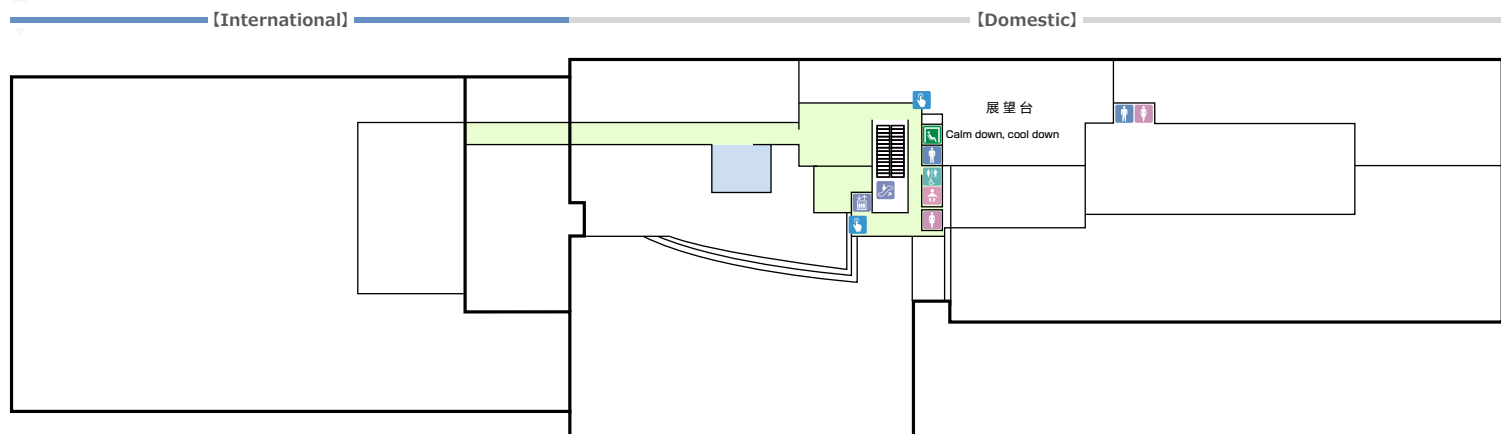 【International】
【Domestic】
展望台
Calm down, cool down